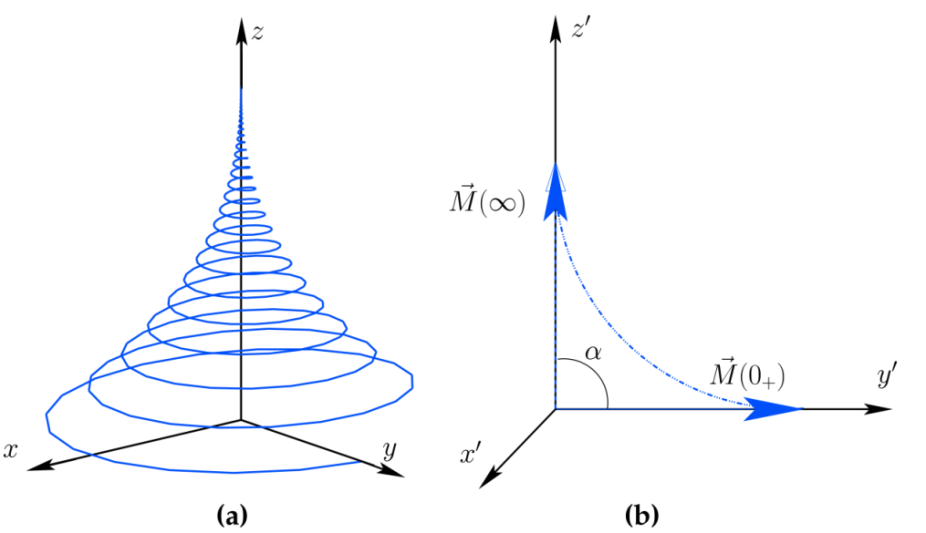 z
x
y
(a)
z′
M⃗(∞)
α
M⃗(0₊)
y′
x′
(b)